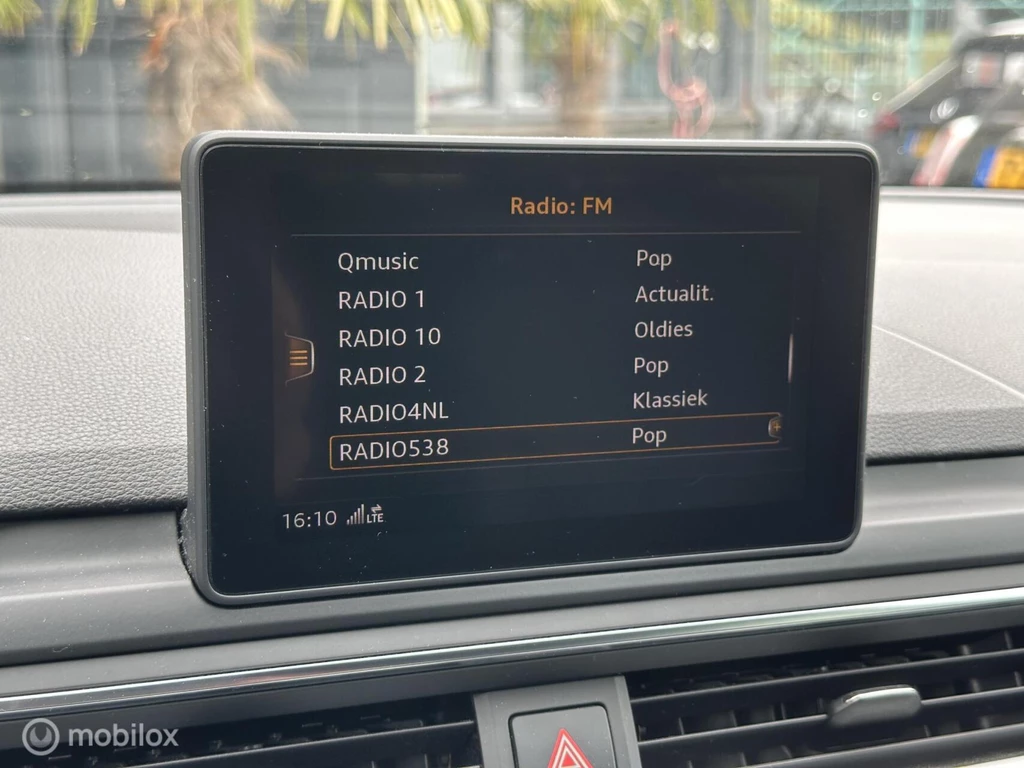 Radio: FM
Qmusic Pop
RADIO 1 Actualit.
RADIO 10 Oldies
RADIO 2 Pop
RADIO4NL Klassiek
RADIO538 Pop
16:10 LTE
mobilox